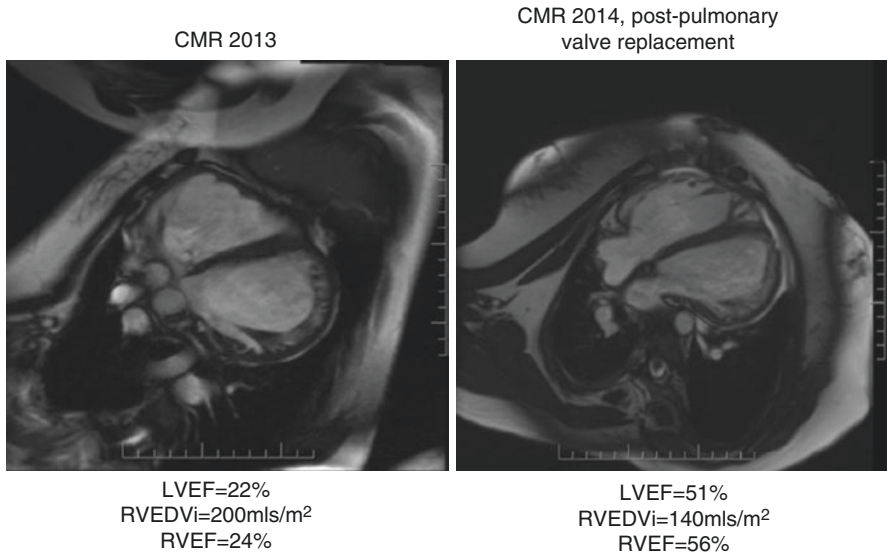 CMR 2013
CMR 2014, post-pulmonary
valve replacement
LVEF=22%
RVEDVi=200mls/m²
RVEF=24%
LVEF=51%
RVEDVi=140mls/m²
RVEF=56%